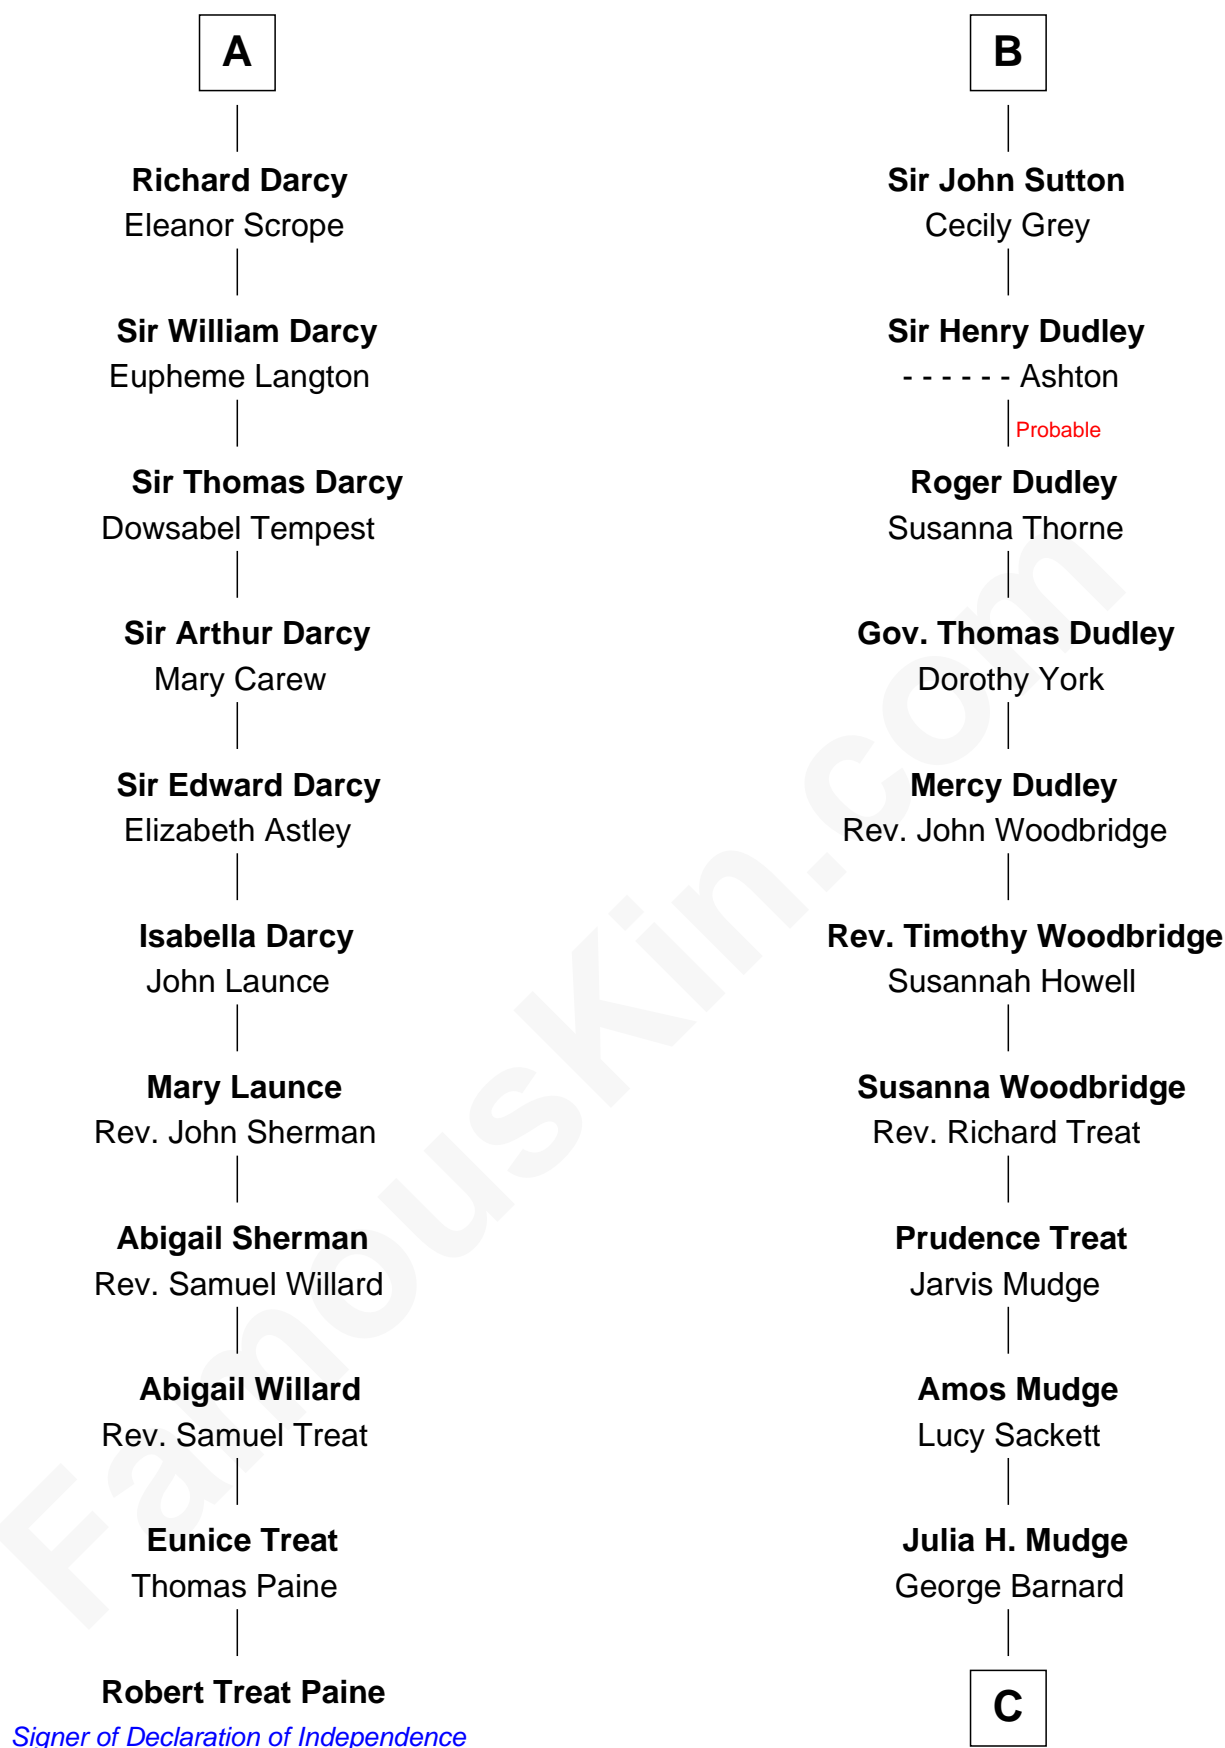 A
Richard Darcy
Eleanor Scrope
Sir William Darcy
Eupheme Langton
Sir Thomas Darcy
Dowsabel Tempest
Sir Arthur Darcy
Mary Carew
Sir Edward Darcy
Elizabeth Astley
Isabella Darcy
John Launce
Mary Launce
Rev. John Sherman
Abigail Sherman
Rev. Samuel Willard
Abigail Willard
Rev. Samuel Treat
Eunice Treat
Thomas Paine
Robert Treat Paine
Signer of Declaration of Independence
B
Sir John Sutton
Cecily Grey
Sir Henry Dudley
- - - - - - Ashton
Probable
Roger Dudley
Susanna Thorne
Gov. Thomas Dudley
Dorothy York
Mercy Dudley
Rev. John Woodbridge
Rev. Timothy Woodbridge
Susannah Howell
Susanna Woodbridge
Rev. Richard Treat
Prudence Treat
Jarvis Mudge
Amos Mudge
Lucy Sackett
Julia H. Mudge
George Barnard
C
FamousKin.com